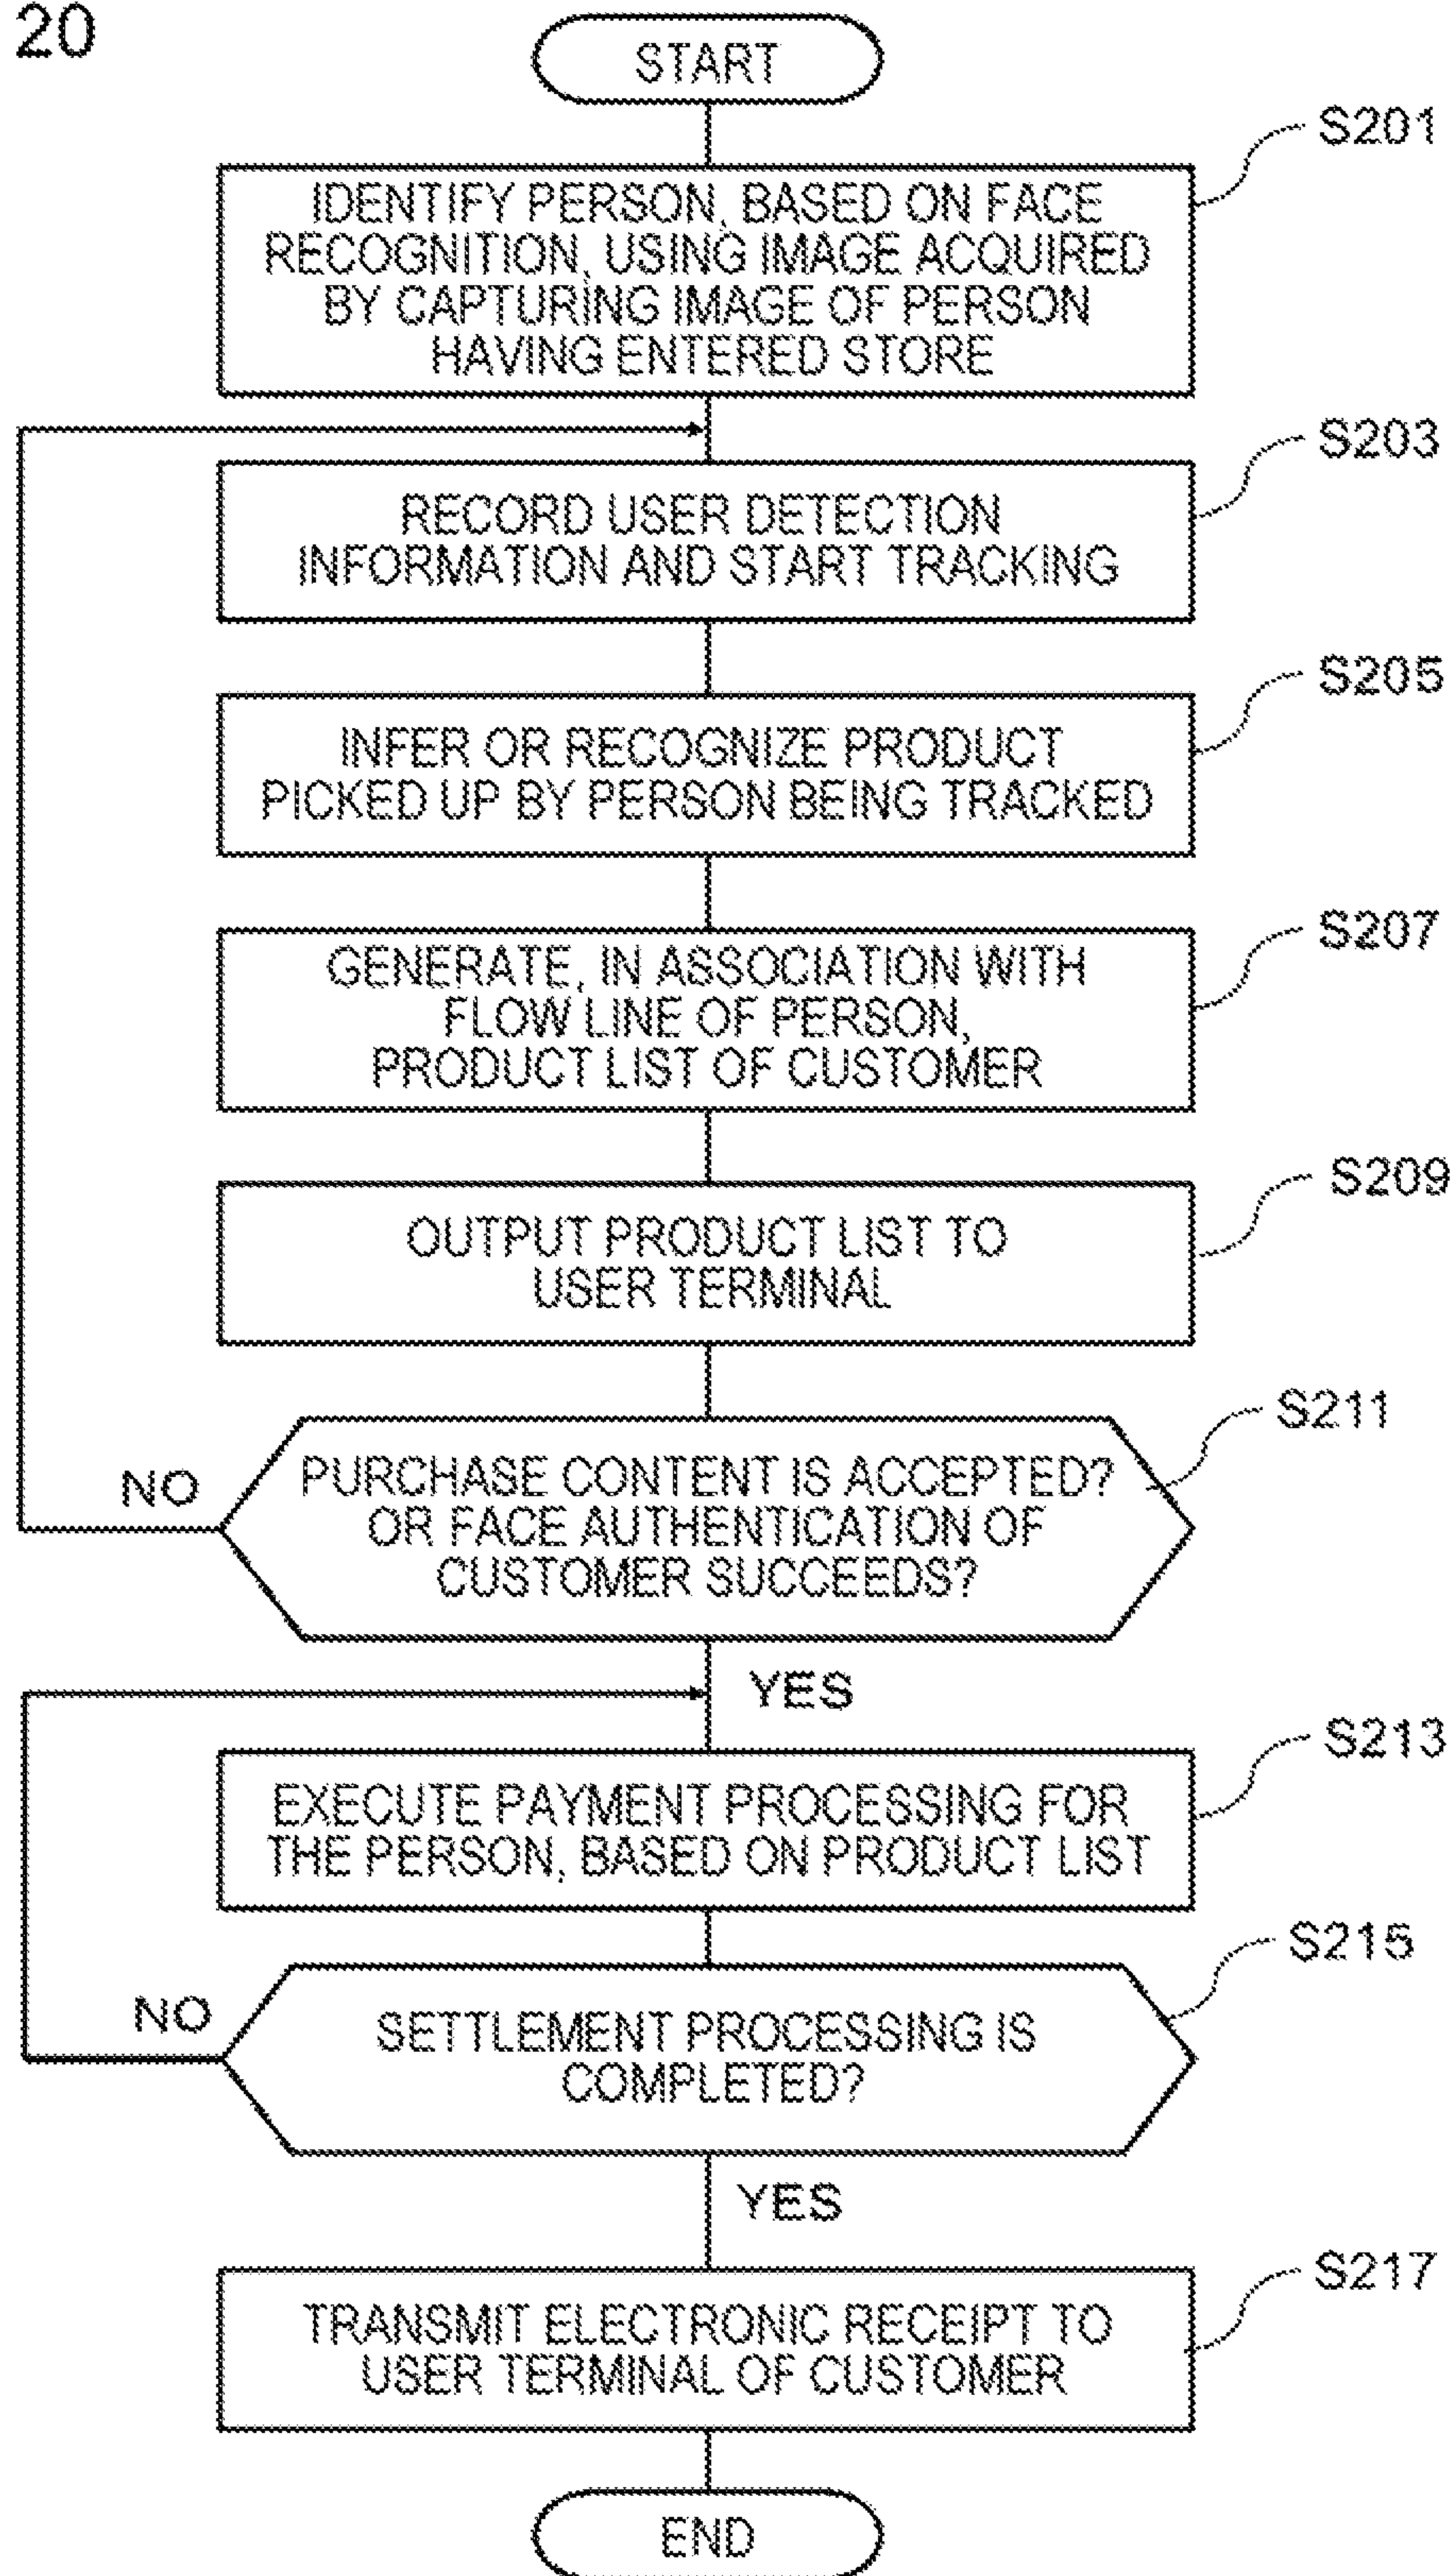 20
START
S201
IDENTIFY PERSON, BASED ON FACE
RECOGNITION, USING IMAGE ACQUIRED
BY CAPTURING IMAGE OF PERSON
HAVING ENTERED STORE
S203
RECORD USER DETECTION
INFORMATION AND START TRACKING
S205
INFER OR RECOGNIZE PRODUCT
PICKED UP BY PERSON BEING TRACKED
S207
GENERATE, IN ASSOCIATION WITH
FLOW LINE OF PERSON,
PRODUCT LIST OF CUSTOMER
S209
OUTPUT PRODUCT LIST TO
USER TERMINAL
S211
NO
PURCHASE CONTENT IS ACCEPTED?
OR FACE AUTHENTICATION OF
CUSTOMER SUCCEEDS?
YES
S213
EXECUTE PAYMENT PROCESSING FOR
THE PERSON, BASED ON PRODUCT LIST
S215
NO
SETTLEMENT PROCESSING IS
COMPLETED?
YES
S217
TRANSMIT ELECTRONIC RECEIPT TO
USER TERMINAL OF CUSTOMER
END